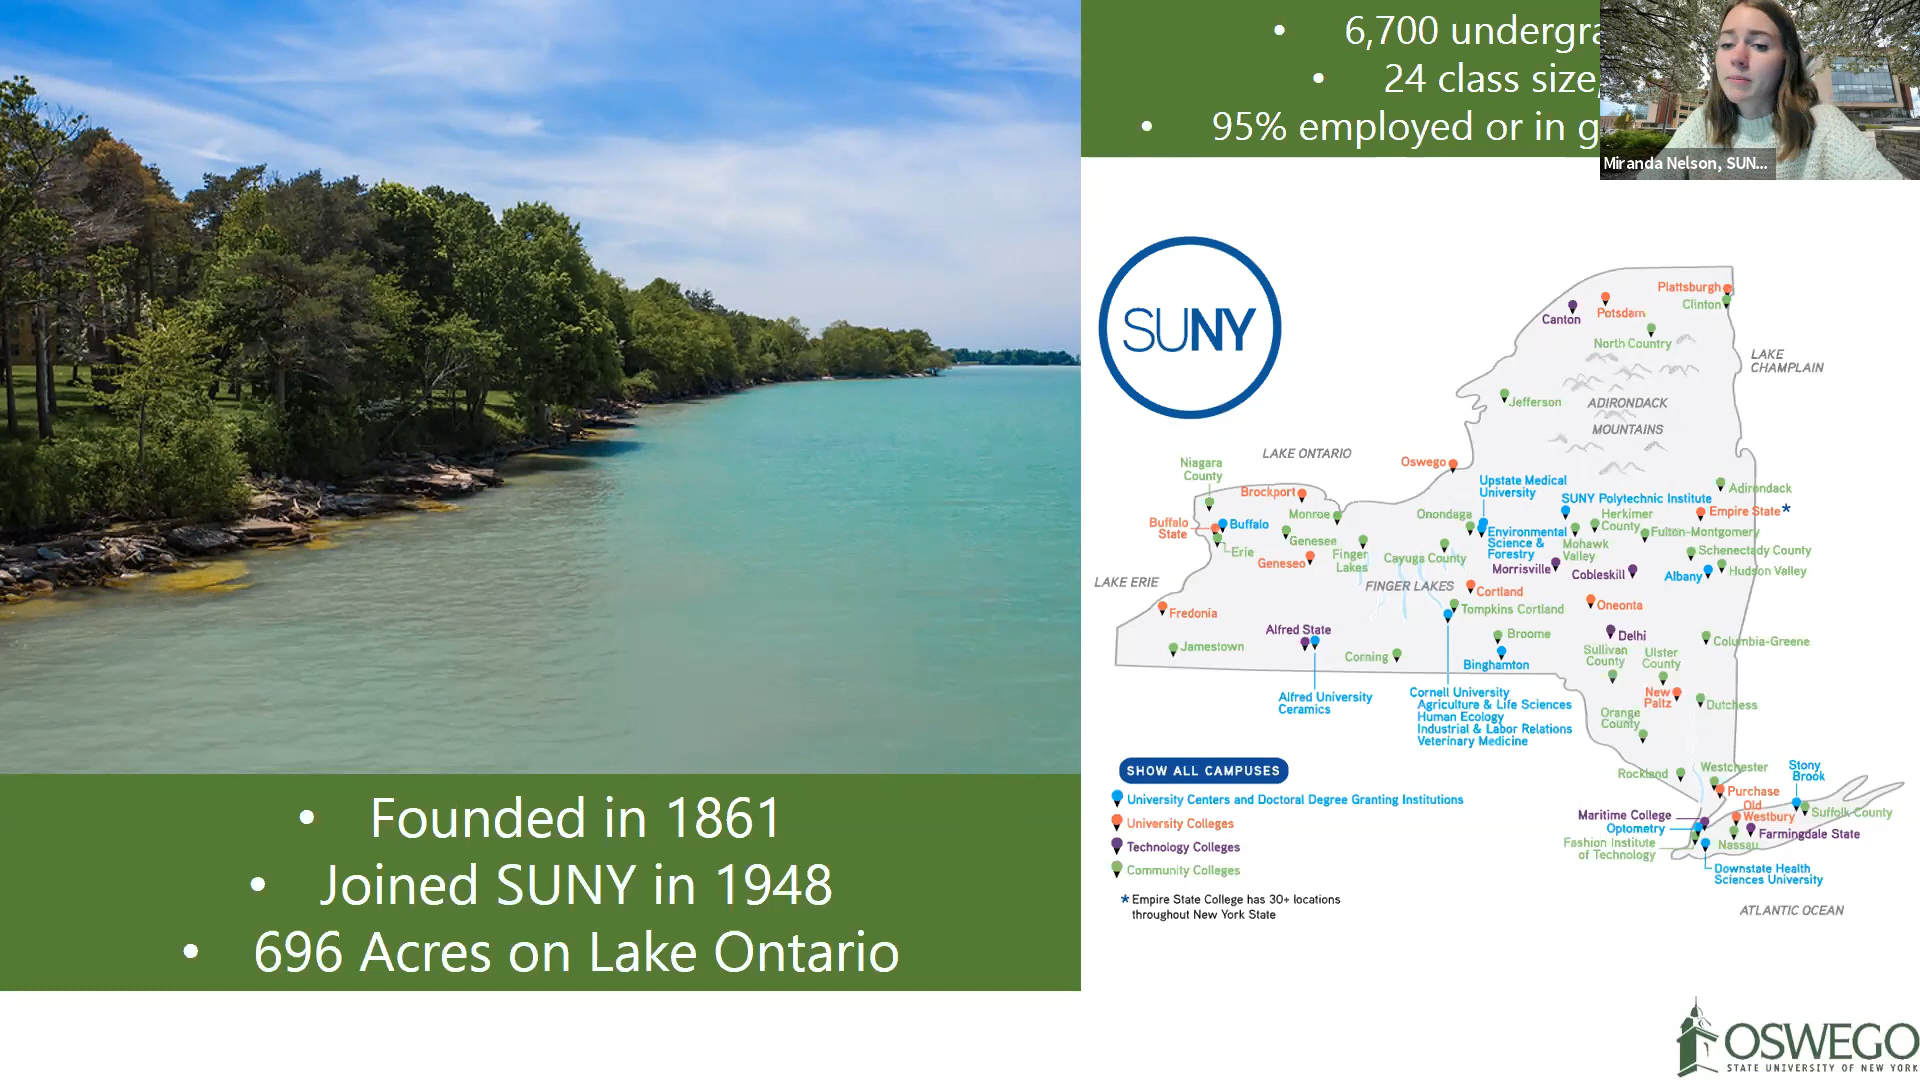 • 6,700 undergra
• 24 class size,
• 95% employed or in g
Miranda Nelson, SUN...
SUNY
Plattsburgh
Clinton
Canton
Potsdam
North Country
LAKE
CHAMPLAIN
Jefferson
ADIRONDACK
MOUNTAINS
LAKE ONTARIO
Oswego
Niagara
County
Upstate Medical
University
Brockport
SUNY Polytechnic Institute
Adirondack
Empire State*
Monroe
Onondaga
Herkimer
County
Buffalo
State
Buffalo
Erie
Genesee
Geneseo
Finger
Lakes
Cayuga County
Environmental
Science &
Forestry
Mohawk
Valley
Fulton-Montgomery
Schenectady County
Morrisville
Cobleskill
Albany
Hudson Valley
LAKE ERIE
FINGER LAKES
Cortland
Tompkins Cortland
Oneonta
Fredonia
Jamestown
Alfred State
Corning
Broome
Binghamton
Delhi
Columbia-Greene
Sullivan
County
Ulster
County
Alfred University
Ceramics
Cornell University
Agriculture & Life Sciences
Human Ecology
Industrial & Labor Relations
Veterinary Medicine
New
Paltz
Dutchess
Orange
County
Rockland
Westchester
Stony
Brook
Purchase
Old
Westbury
Suffolk County
Maritime College
Optometry
Farmingdale State
Fashion Institute
of Technology
Nassau
Downstate Health
Sciences University
ATLANTIC OCEAN
SHOW ALL CAMPUSES
University Centers and Doctoral Degree Granting Institutions
University Colleges
Technology Colleges
Community Colleges
* Empire State College has 30+ locations
throughout New York State
• Founded in 1861
• Joined SUNY in 1948
• 696 Acres on Lake Ontario
OSWEGO
STATE UNIVERSITY OF NEW YORK